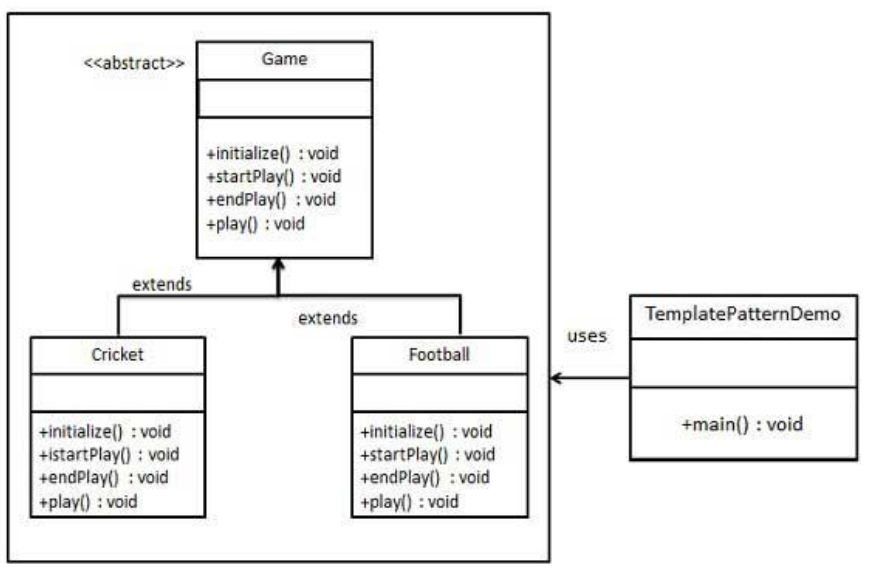 <<abstract>>
Game
+initialize() : void
+startPlay() : void
+endPlay() : void
+play() : void
extends
extends
Cricket
+initialize() : void
+istartPlay() : void
+endPlay() : void
+play() : void
Football
+initialize() : void
+startPlay() : void
+endPlay() : void
+play() : void
uses
TemplatePatternDemo
+main() : void